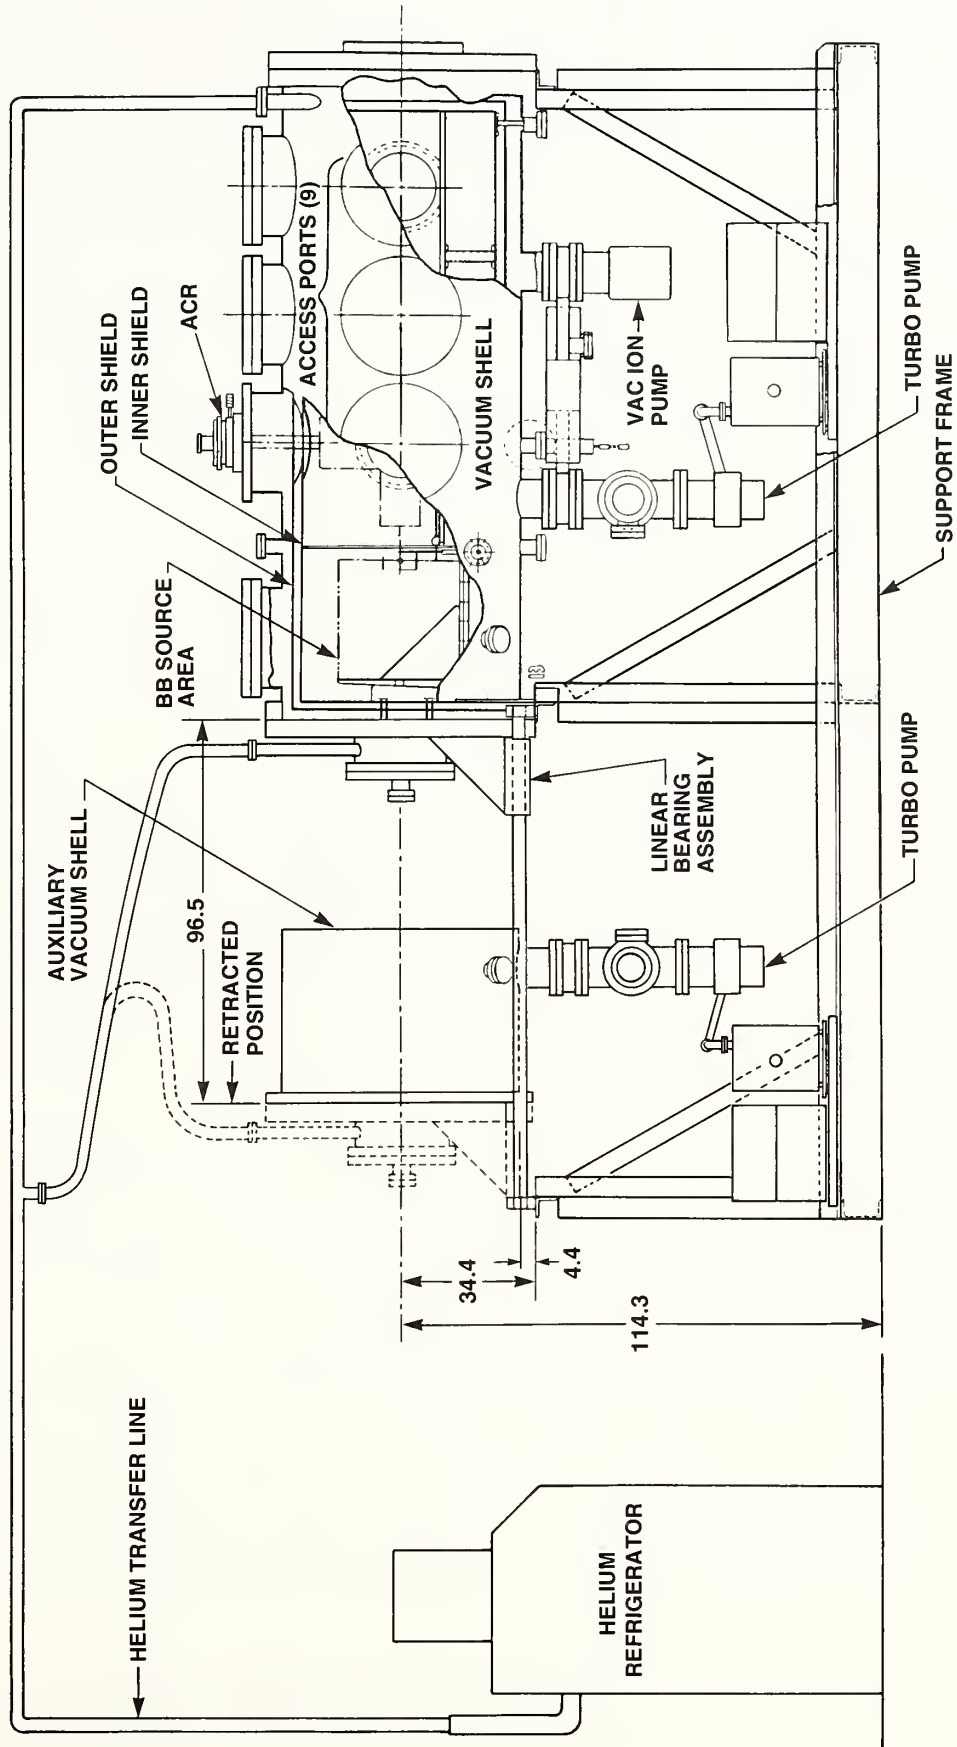 HELIUM TRANSFER LINE
HELIUM
REFRIGERATOR
AUXILIARY
VACUUM SHELL
96.5
RETRACTED
POSITION
34.4
4.4
114.3
BB SOURCE
AREA
OUTER SHIELD
INNER SHIELD
ACR
ACCESS PORTS (9)
VACUUM SHELL
LINEAR
BEARING
ASSEMBLY
VAC ION
PUMP
TURBO PUMP
TURBO PUMP
SUPPORT FRAME